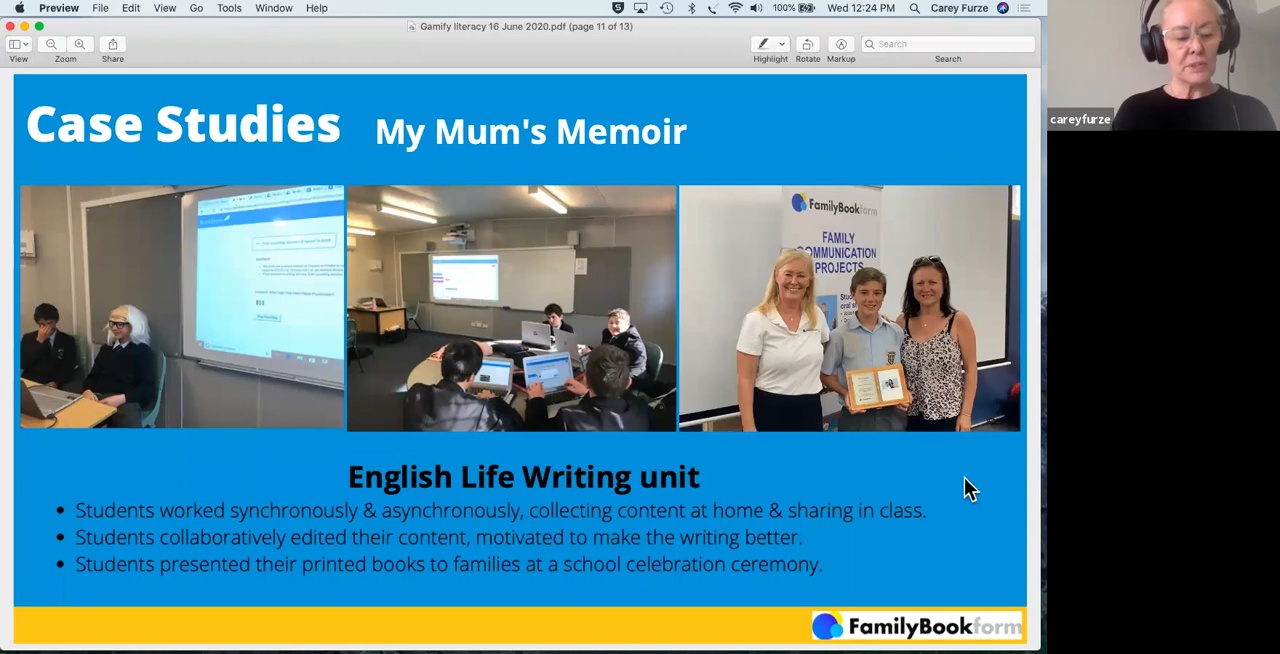 Preview File Edit View Go Tools Window Help 100% Wed 12:24 PM Carey Furze
Gamify literacy 16 June 2020.pdf (page 11 of 13)
Search
View Zoom Share Highlight Rotate Markup Search
careyfurze
Case Studies My Mum's Memoir
FamilyBookform
FAMILY
COMMUNICATION
PROJECTS
English Life Writing unit
• Students worked synchronously & asynchronously, collecting content at home & sharing in class.
• Students collaboratively edited their content, motivated to make the writing better.
• Students presented their printed books to families at a school celebration ceremony.
FamilyBookform